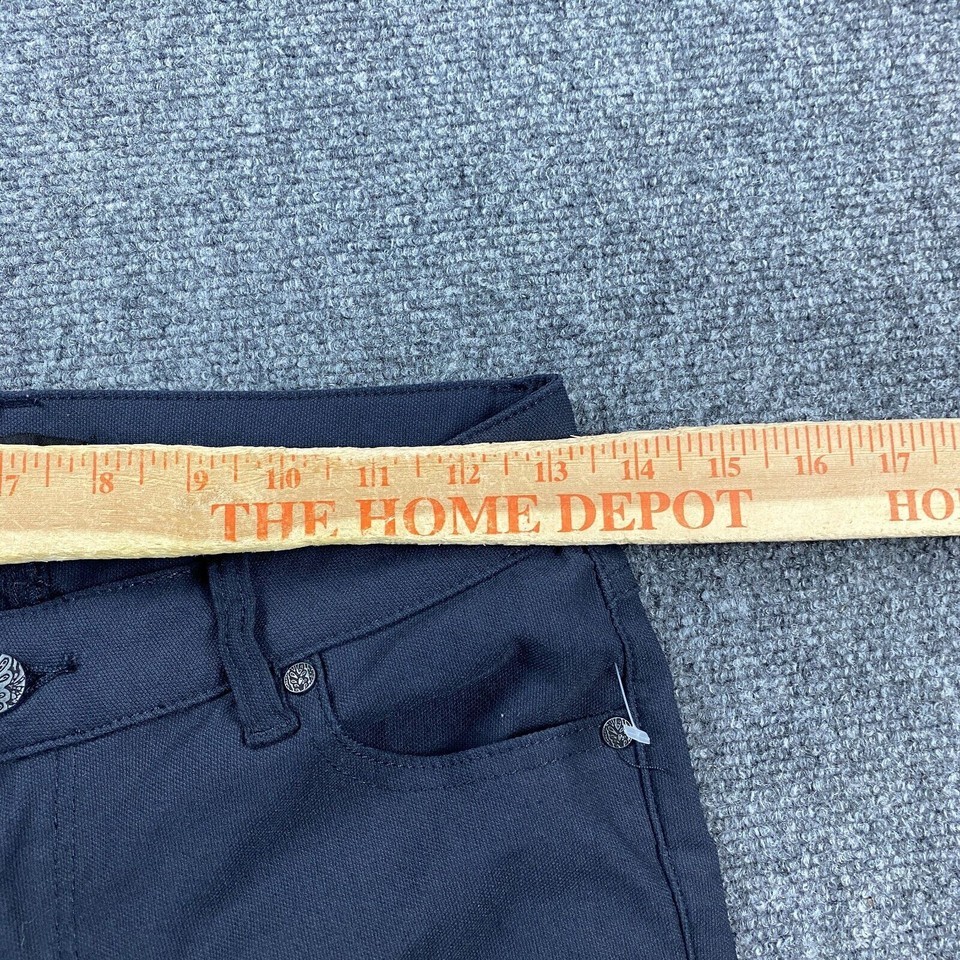 7 8 9 10 11 12 13 14 15 16 17
THE HOME DEPOT HO